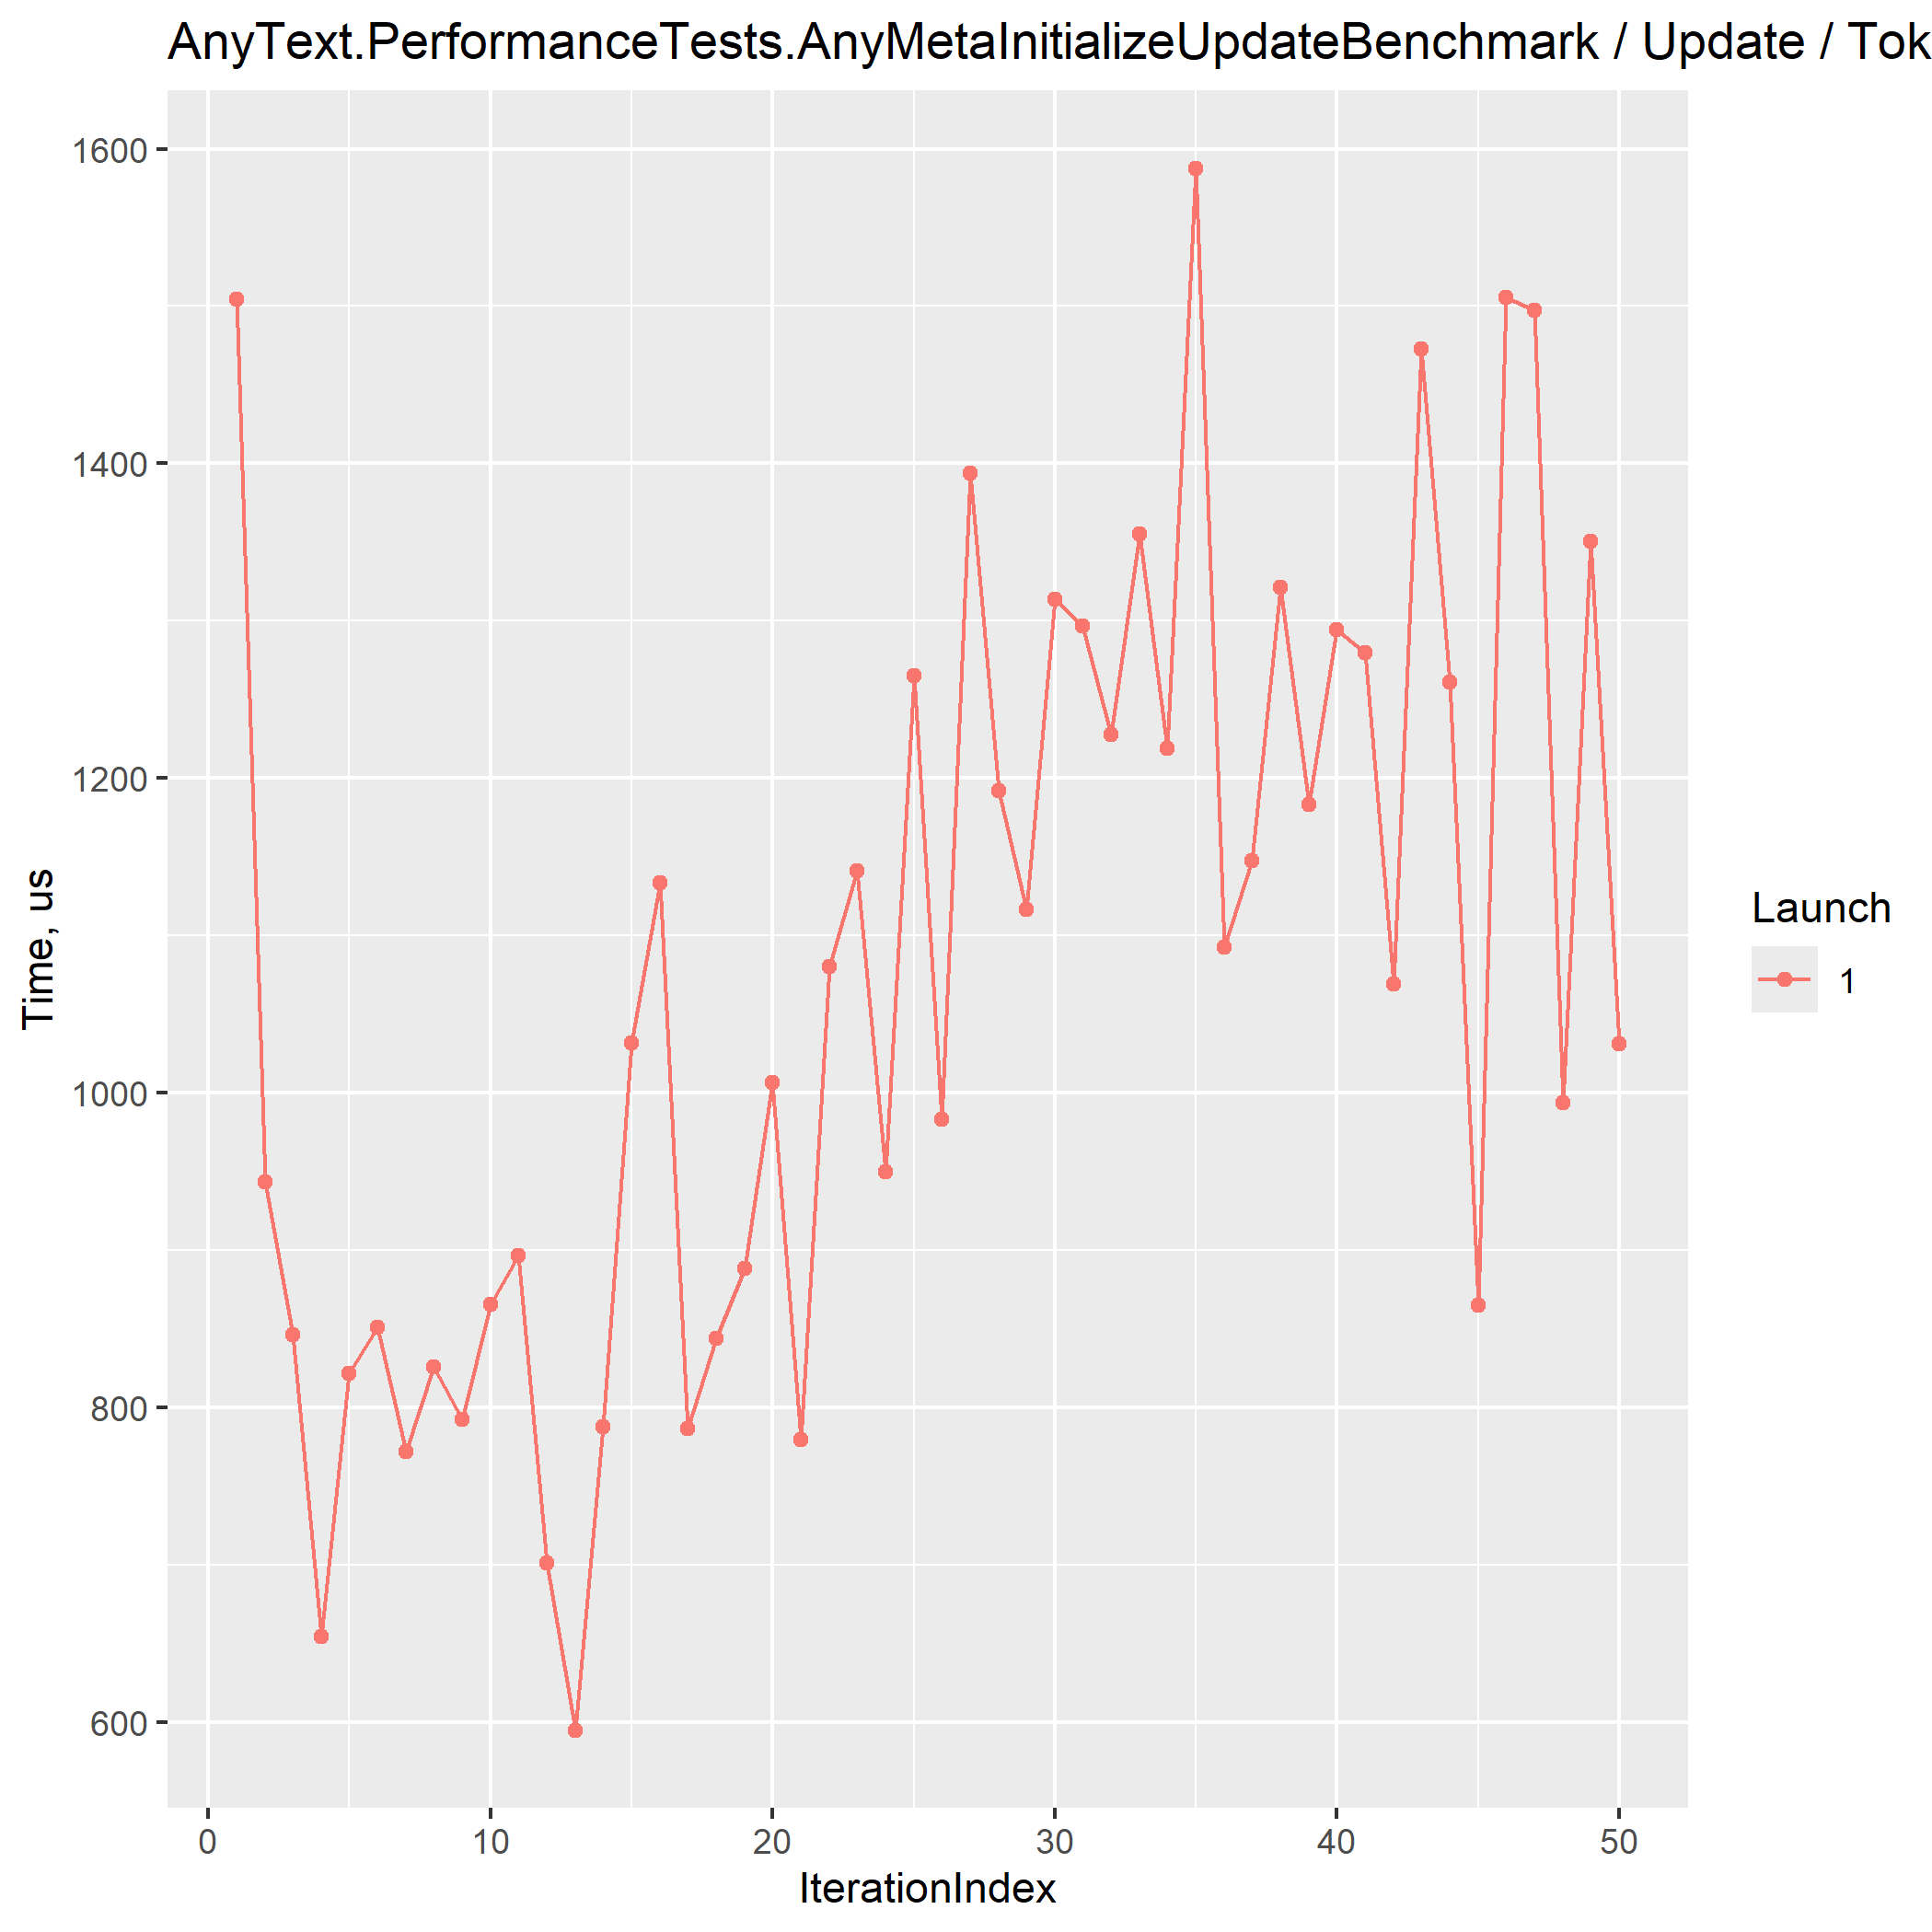 AnyText.PerformanceTests.AnyMetaInitializeUpdateBenchmark / Update / Tok
1600
1400
1200
1000
800
600
Time, us
0 10 20 30 40 50
IterationIndex
Launch
1